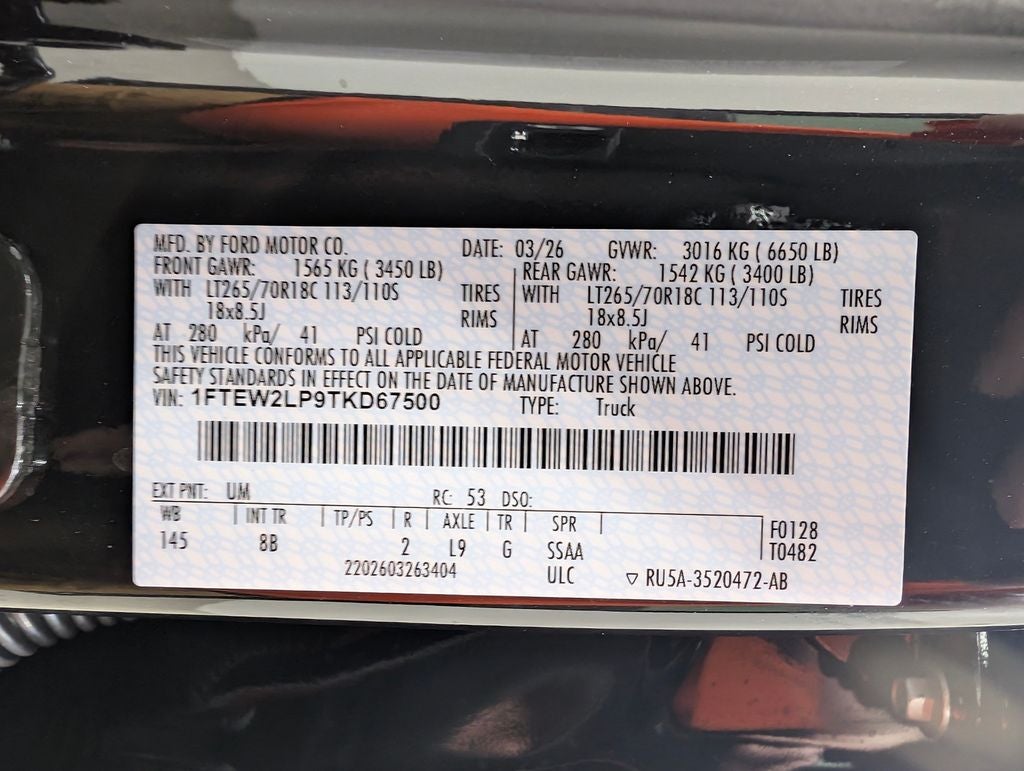 MFD. BY FORD MOTOR CO. DATE: 03/26 GVWR: 3016 KG ( 6650 LB)
FRONT GAWR: 1565 KG ( 3450 LB) REAR GAWR: 1542 KG ( 3400 LB)
WITH LT265/70R18C 113/110S TIRES WITH LT265/70R18C 113/110S TIRES
18x8.5J RIMS 18x8.5J RIMS
AT 280 kPa/ 41 PSI COLD AT 280 kPa/ 41 PSI COLD
THIS VEHICLE CONFORMS TO ALL APPLICABLE FEDERAL MOTOR VEHICLE
SAFETY STANDARDS IN EFFECT ON THE DATE OF MANUFACTURE SHOWN ABOVE.
VIN: 1FTEW2LP9TKD67500 TYPE: Truck
EXT PNT: UM RC: 53 DSO:
WB INT TR TP/PS R AXLE TR SPR F0128
145 8B 2 L9 G SSAA T0482
2202603263404 ULC ▽ RU5A-3520472-AB